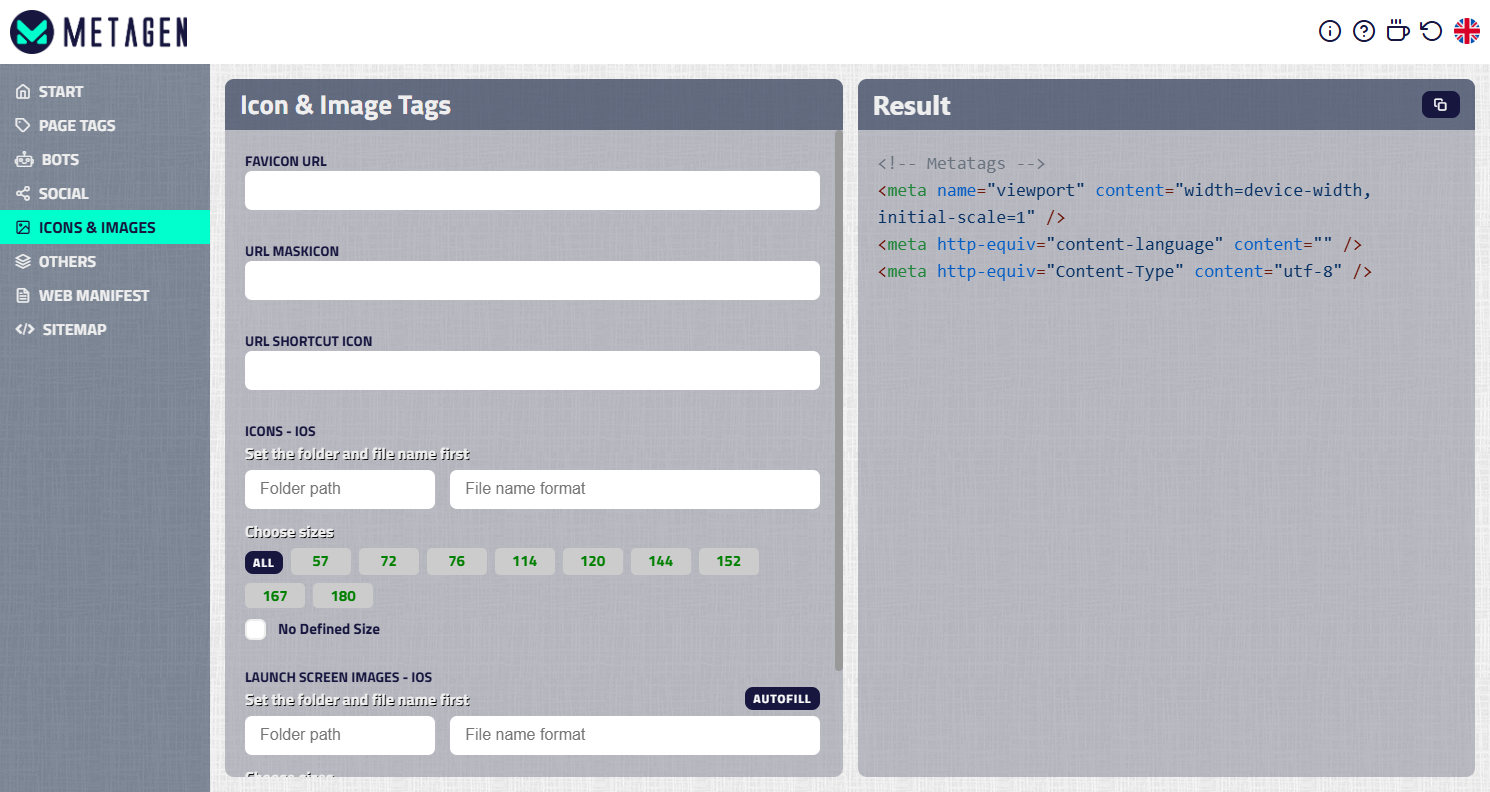 METAGEN
START
PAGE TAGS
BOTS
SOCIAL
ICONS & IMAGES
OTHERS
WEB MANIFEST
SITEMAP
Icon & Image Tags
FAVICON URL
URL MASKICON
URL SHORTCUT ICON
ICONS - IOS
Set the folder and file name first
Folder path File name format
Choose sizes
ALL 57 72 76 114 120 144 152
167 180
No Defined Size
LAUNCH SCREEN IMAGES - IOS
Set the folder and file name first AUTOFILL
Folder path File name format
Choose sizes
Result
<!-- Metatags -->
<meta name="viewport" content="width=device-width,
initial-scale=1" />
<meta http-equiv="content-language" content="" />
<meta http-equiv="Content-Type" content="utf-8" />